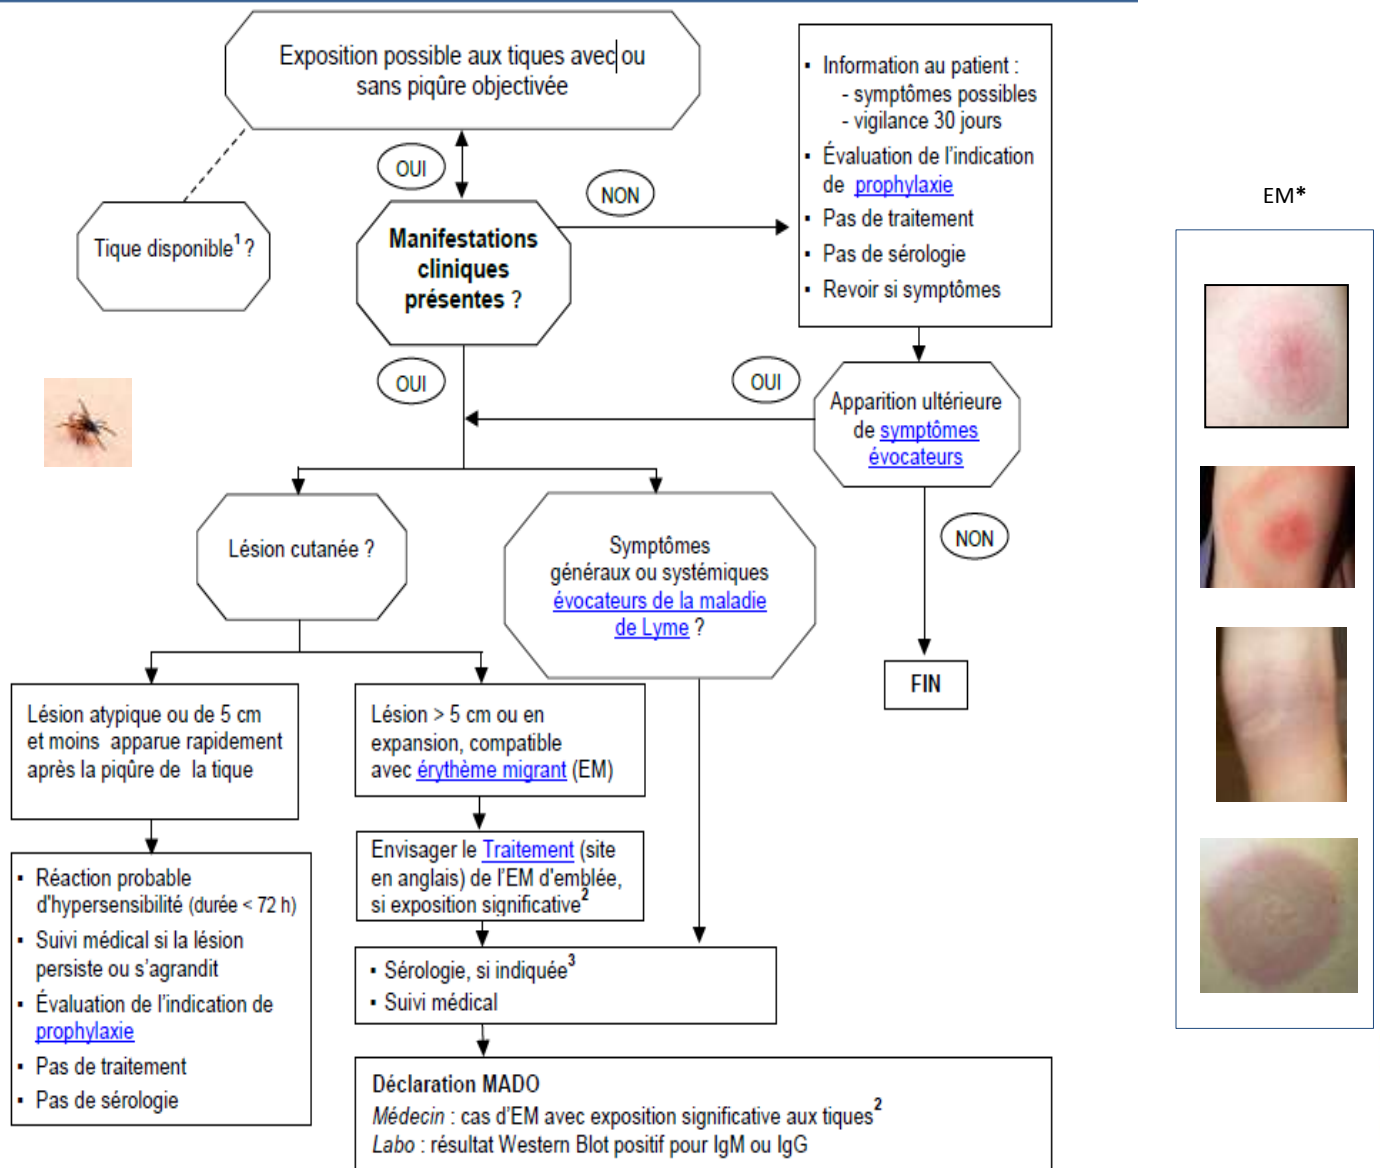 Exposition possible aux tiques avec ou
sans piqûre objectivée
OUI
NON
Tique disponible¹ ?
Manifestations
cliniques
présentes ?
▪ Information au patient :
- symptômes possibles
- vigilance 30 jours
▪ Évaluation de l'indication
de prophylaxie
▪ Pas de traitement
▪ Pas de sérologie
▪ Revoir si symptômes
EM*
OUI
OUI
Apparition ultérieure
de symptômes
évocateurs
NON
FIN
Lésion cutanée ?
Symptômes
généraux ou systémiques
évocateurs de la maladie
de Lyme ?
Lésion atypique ou de 5 cm
et moins apparue rapidement
après la piqûre de la tique
Lésion > 5 cm ou en
expansion, compatible
avec érythème migrant (EM)
▪ Réaction probable
d'hypersensibilité (durée < 72 h)
▪ Suivi médical si la lésion
persiste ou s'agrandit
▪ Évaluation de l'indication de
prophylaxie
▪ Pas de traitement
▪ Pas de sérologie
Envisager le Traitement (site
en anglais) de l'EM d'emblée,
si exposition significative²
▪ Sérologie, si indiquée³
▪ Suivi médical
Déclaration MADO
Médecin : cas d'EM avec exposition significative aux tiques²
Labo : résultat Western Blot positif pour IgM ou IgG